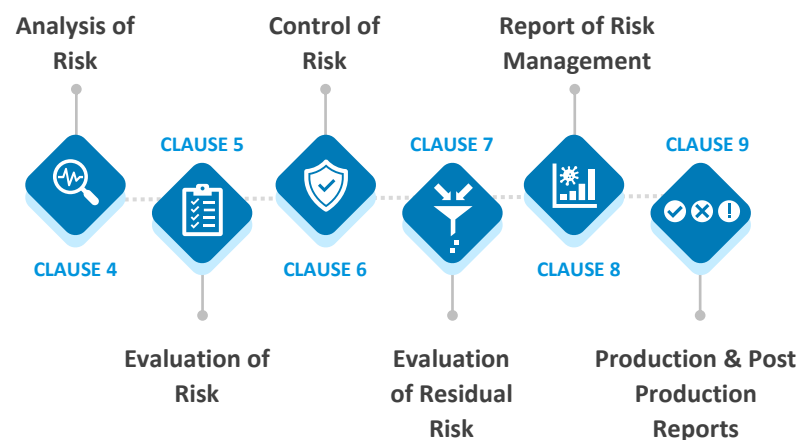 Analysis of
Risk
Control of
Risk
Report of Risk
Management
CLAUSE 5
CLAUSE 7
CLAUSE 9
CLAUSE 4
CLAUSE 6
CLAUSE 8
Evaluation of
Risk
Evaluation
of Residual
Risk
Production & Post
Production
Reports